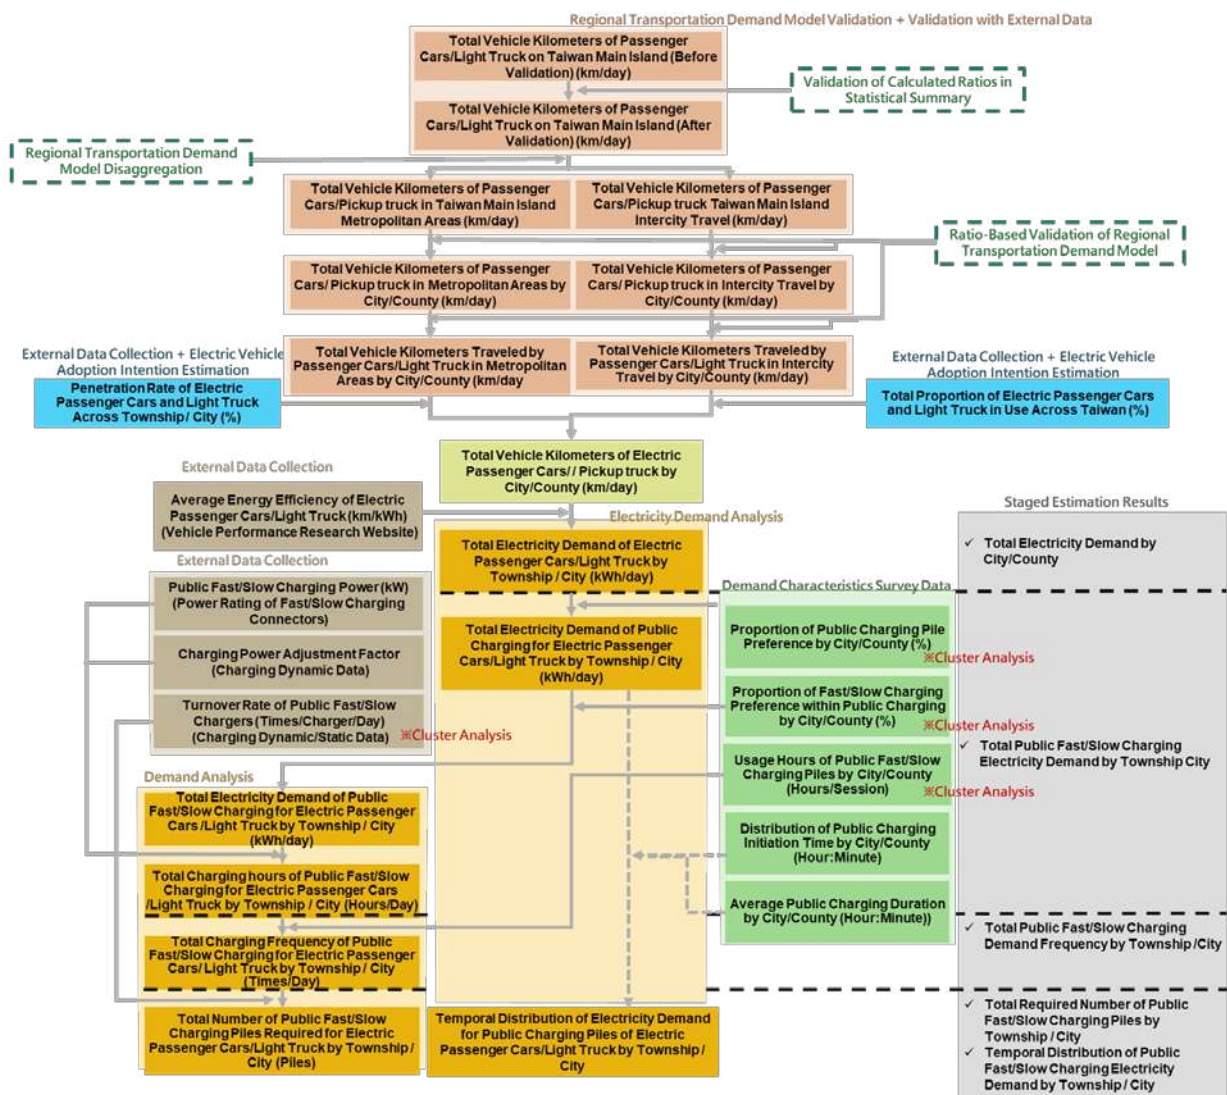 Regional Transportation Demand Model Validation + Validation with External Data
Total Vehicle Kilometers of Passenger
Cars/Light Truck on Taiwan Main Island (Before
Validation) (km/day)
Validation of Calculated Ratios in
Statistical Summary
Total Vehicle Kilometers of Passenger
Cars/Light Truck on Taiwan Main Island (After
Validation) (km/day)
Regional Transportation Demand
Model Disaggregation
Total Vehicle Kilometers of Passenger
Cars/Pickup truck in Taiwan Main Island
Metropolitan Areas (km/day)
Total Vehicle Kilometers of Passenger
Cars/Pickup truck Taiwan Main Island
Intercity Travel (km/day)
Ratio-Based Validation of Regional
Transportation Demand Model
Total Vehicle Kilometers of Passenger
Cars/ Pickup truck in Metropolitan Areas by
City/County (km/day)
Total Vehicle Kilometers of Passenger
Cars/ Pickup truck in Intercity Travel by
City/County (km/day)
Total Vehicle Kilometers Traveled by
Passenger Cars/Light Truck in Metropolitan
Areas by City/County (km/day
Total Vehicle Kilometers Traveled by
Passenger Cars/Light Truck in Intercity
Travel by City/County (km/day)
External Data Collection + Electric Vehicle
Adoption Intention Estimation
Penetration Rate of Electric
Passenger Cars and Light Truck
Across Township/ City (%)
External Data Collection + Electric Vehicle
Adoption Intention Estimation
Total Proportion of Electric Passenger Cars
and Light Truck in Use Across Taiwan (%)
Total Vehicle Kilometers of Electric
Passenger Cars// Pickup truck by
City/County (km/day)
External Data Collection
Average Energy Efficiency of Electric
Passenger Cars/Light Truck (km/kWh)
(Vehicle Performance Research Website)
Electricity Demand Analysis
Total Electricity Demand of Electric
Passenger Cars/Light Truck by
Township / City (kWh/day)
Staged Estimation Results
✓ Total Electricity Demand by
City/County
External Data Collection
Public Fast/Slow Charging Power (kW)
(Power Rating of Fast/Slow Charging
Connectors)
Charging Power Adjustment Factor
(Charging Dynamic Data)
Turnover Rate of Public Fast/Slow
Chargers (Times/Charger/Day)
(Charging Dynamic/Static Data)
※Cluster Analysis
Total Electricity Demand of Public
Charging for Electric Passenger
Cars/Light Truck by Township / City
(kWh/day)
Demand Characteristics Survey Data
Proportion of Public Charging Pile
Preference by City/County (%)
※Cluster Analysis
Proportion of Fast/Slow Charging
Preference within Public Charging
by City/County (%)
※Cluster Analysis
Usage Hours of Public Fast/Slow
Charging Piles by City/County
(Hours/Session)
※Cluster Analysis
Distribution of Public Charging
Initiation Time by City/County
(Hour:Minute)
Average Public Charging Duration
by City/County (Hour:Minute))
✓ Total Public Fast/Slow Charging
Electricity Demand by Township City
Demand Analysis
Total Electricity Demand of Public
Fast/Slow Charging for Electric Passenger
Cars /Light Truck by Township / City
(kWh/day)
Total Charging hours of Public Fast/Slow
Charging for Electric Passenger Cars
/Light Truck by Township / City (Hours/Day)
Total Charging Frequency of Public
Fast/Slow Charging for Electric Passenger
Cars/ Light Truck by Township / City
(Times/Day)
✓ Total Public Fast/Slow Charging
Demand Frequency by Township /City
Total Number of Public Fast/Slow
Charging Piles Required for Electric
Passenger Cars/Light Truck by Township /
City (Piles)
Temporal Distribution of Electricity Demand
for Public Charging Piles of Electric
Passenger Cars/Light Truck by Township /
City
✓ Total Required Number of Public
Fast/Slow Charging Piles by
Township / City
✓ Temporal Distribution of Public
Fast/Slow Charging Electricity
Demand by Township / City